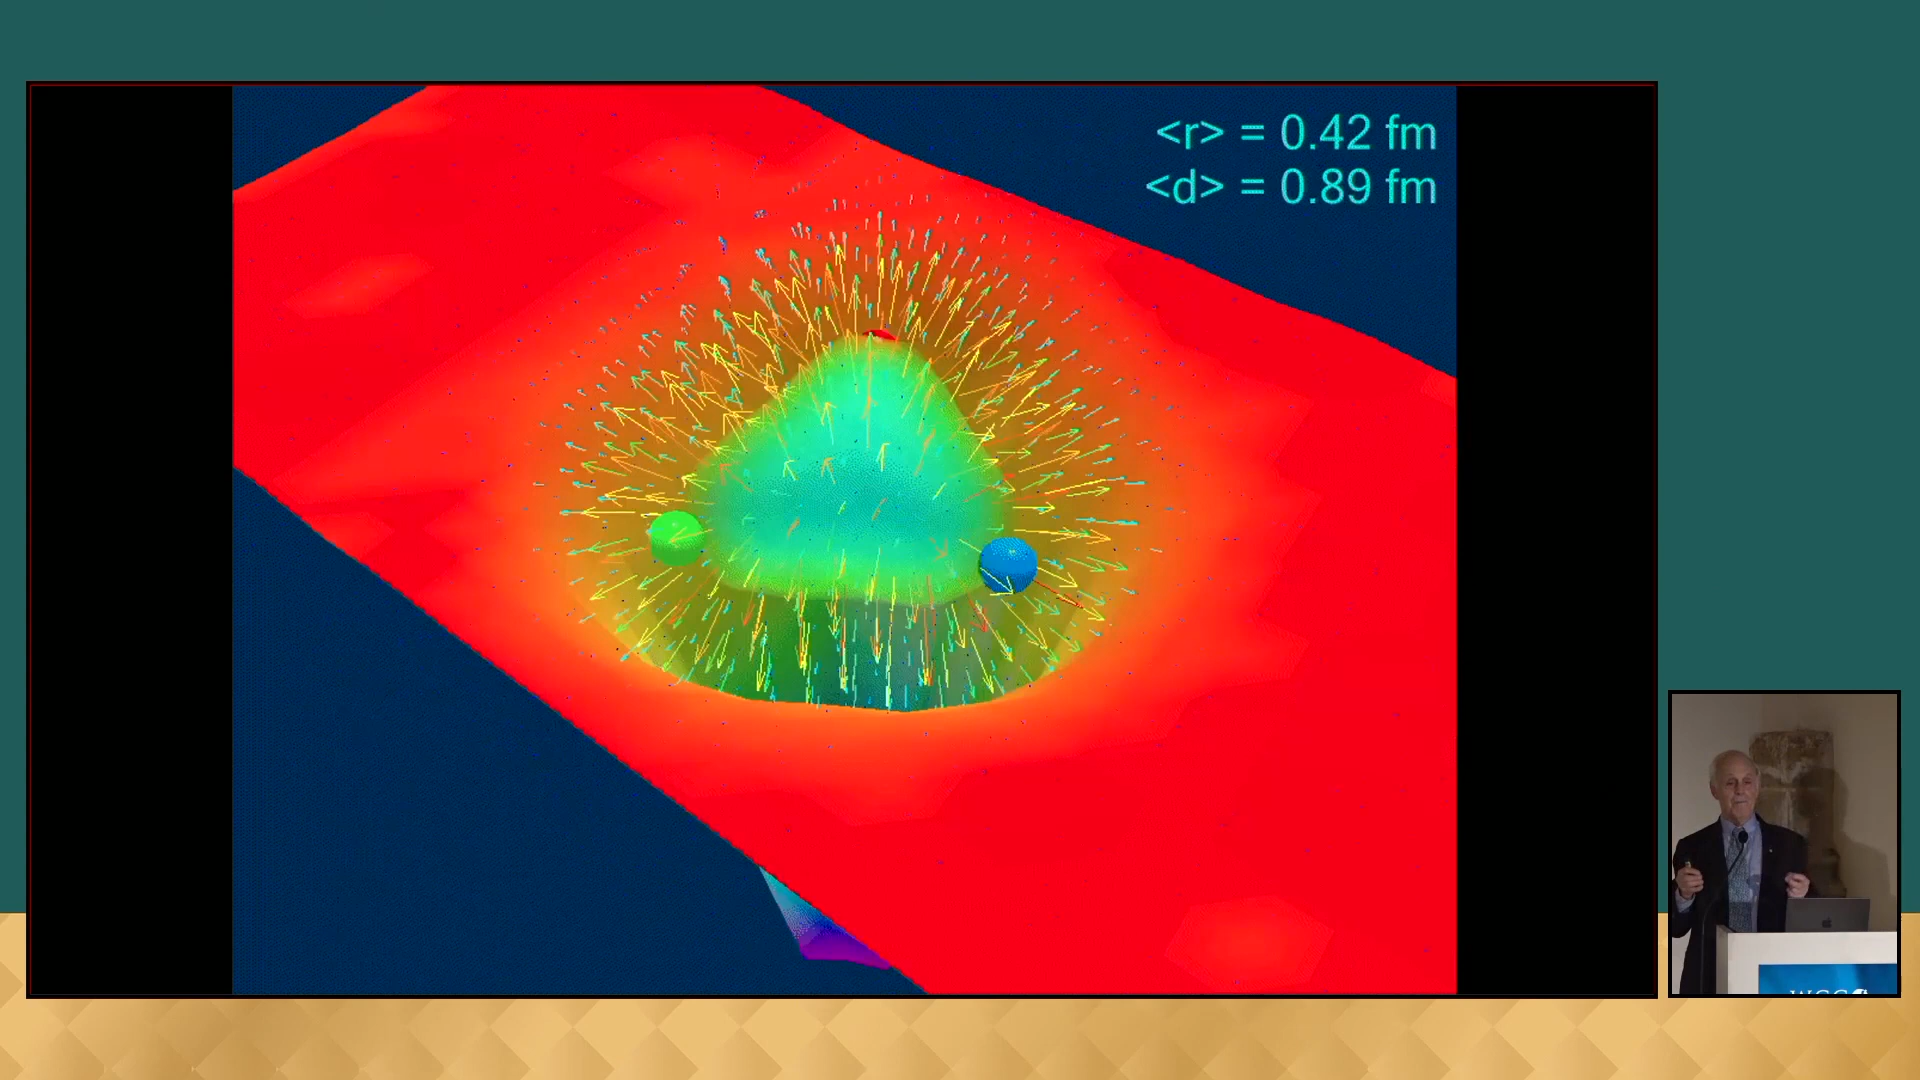 <r> = 0.42 fm
<d> = 0.89 fm